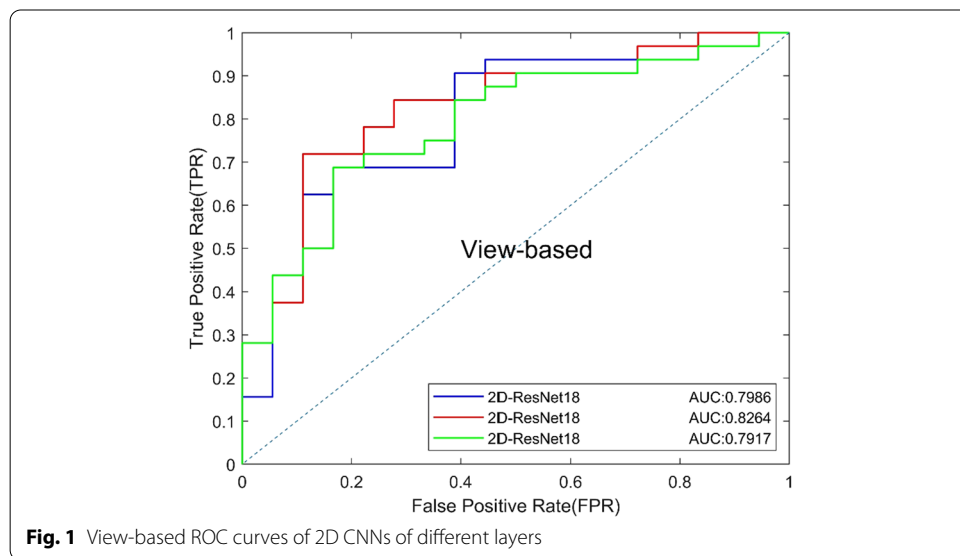 1
0.9
0.8
0.7
0.6
0.5
0.4
0.3
0.2
0.1
0
True Positive Rate(TPR)
View-based
2D-ResNet18 AUC:0.7986
2D-ResNet18 AUC:0.8264
2D-ResNet18 AUC:0.7917
0 0.2 0.4 0.6 0.8 1
False Positive Rate(FPR)
Fig. 1 View-based ROC curves of 2D CNNs of different layers